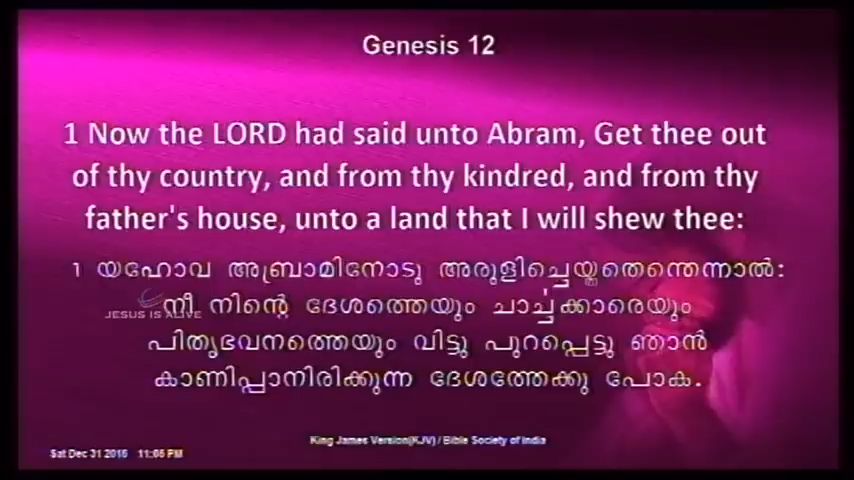 Genesis 12
1 Now the LORD had said unto Abram, Get thee out
of thy country, and from thy kindred, and from thy
father's house, unto a land that I will shew thee:
1 യഹോവ അബ്രാമിനോടു അരുളിച്ചെയ്തതെന്തെന്നാൽ:
നീ നിന്റെ ദേശത്തെയും ചാർച്ചക്കാരെയും
JESUS IS ALIVE
പിതൃഭവനത്തെയും വിട്ടു പുറപ്പെട്ടു ഞാൻ
കാണിപ്പാനിരിക്കുന്ന ദേശത്തേക്കു പോക.
King James Version(KJV) / Bible Society of India
Sat Dec 31 2016 11:05 PM